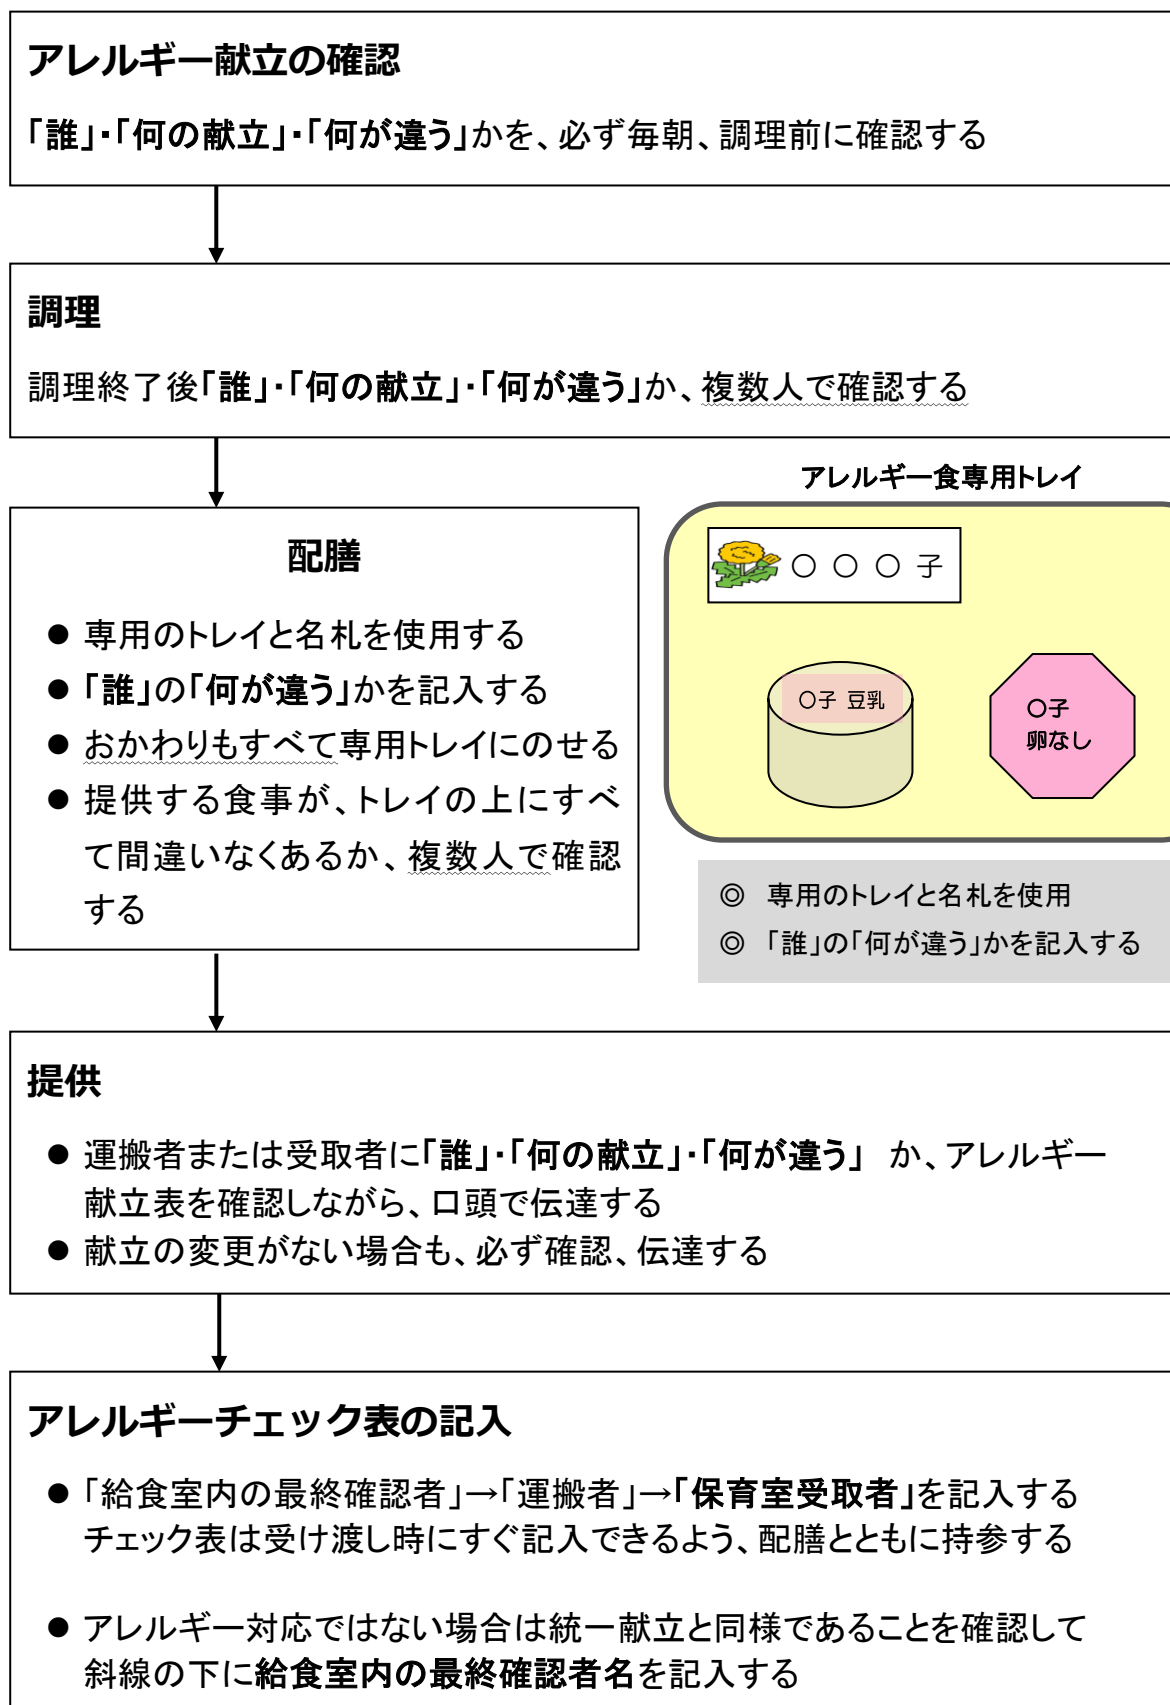 アレルギー献立の確認
「誰」・「何の献立」・「何が違う」かを、必ず毎朝、調理前に確認する
調理
調理終了後「誰」・「何の献立」・「何が違う」か、複数人で確認する
配膳
● 専用のトレイと名札を使用する
● 「誰」の「何が違う」かを記入する
● おかわりもすべて専用トレイにのせる
● 提供する食事が、トレイの上にすべ
て間違いなくあるか、複数人で確認
する
アレルギー食専用トレイ
〇 〇 〇 子
〇子 豆乳
〇子
卵なし
◎ 専用のトレイと名札を使用
◎ 「誰」の「何が違う」かを記入する
提供
● 運搬者または受取者に「誰」・「何の献立」・「何が違う」 か、アレルギー
献立表を確認しながら、口頭で伝達する
● 献立の変更がない場合も、必ず確認、伝達する
アレルギーチェック表の記入
● 「給食室内の最終確認者」→「運搬者」→「保育室受取者」を記入する
チェック表は受け渡し時にすぐ記入できるよう、配膳とともに持参する
● アレルギー対応ではない場合は統一献立と同様であることを確認して
斜線の下に給食室内の最終確認者名を記入する